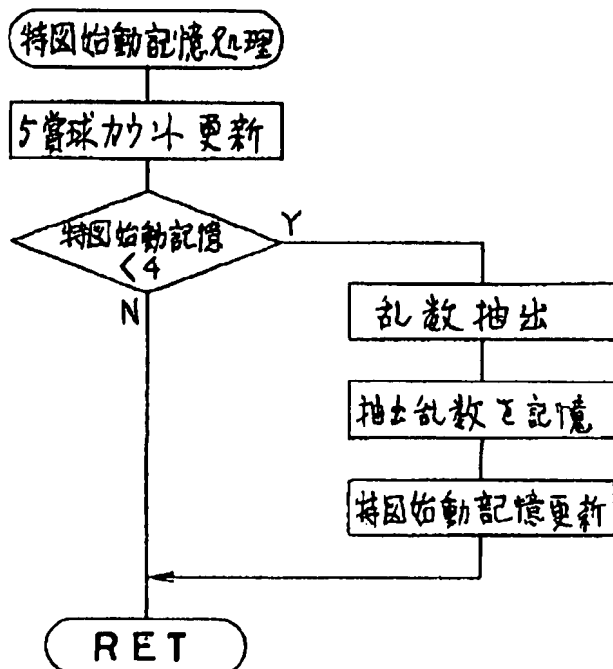 特図始動記憶処理
5賞球カウント更新
特図始動記憶
<4
Y
N
乱数抽出
抽出乱数を記憶
特図始動記憶更新
RET